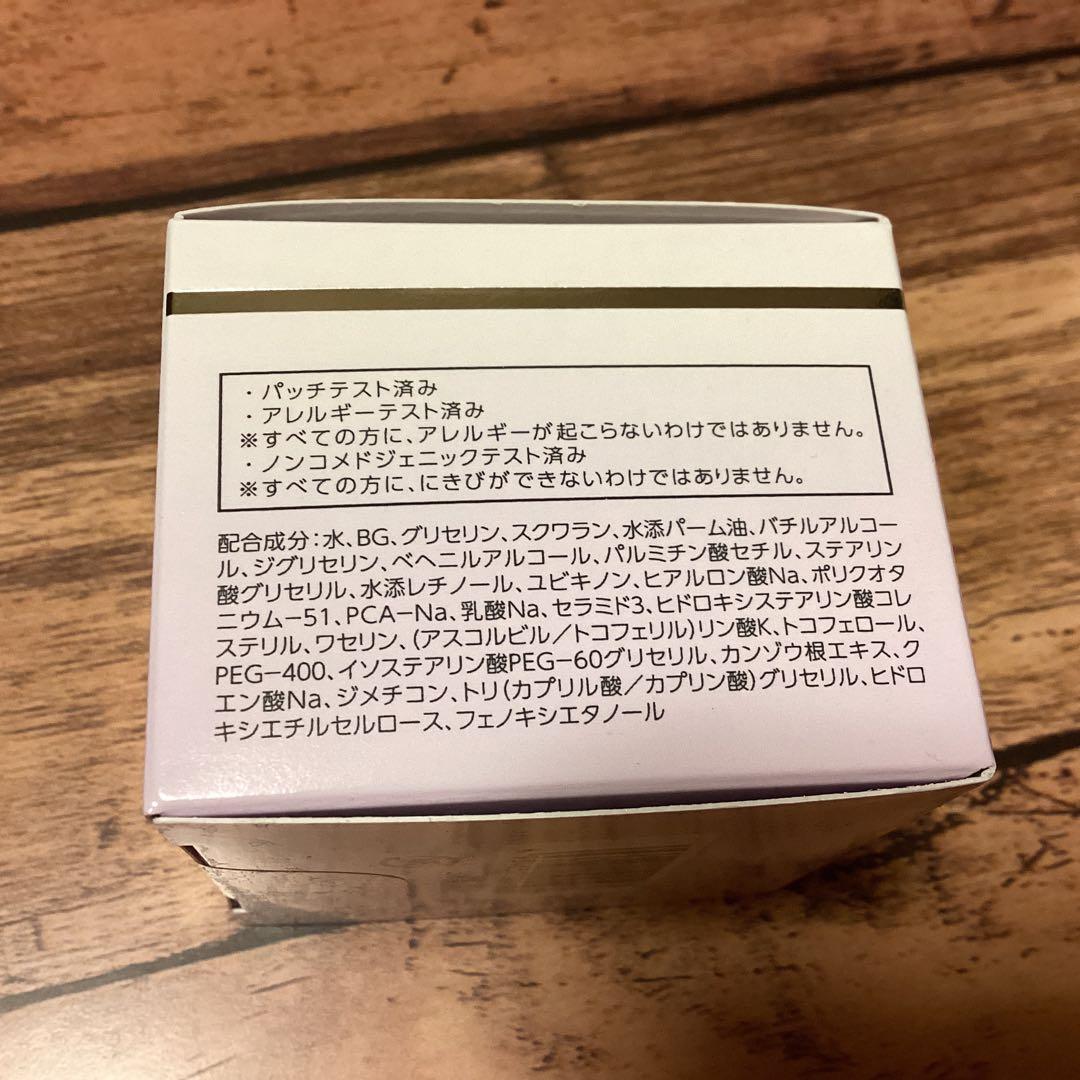 ・パッチテスト済み
・アレルギーテスト済み
※すべての方に、アレルギーが起こらないわけではありません。
・ノンコメドジェニックテスト済み
※すべての方に、にきびができないわけではありません。
配合成分：水、BG、グリセリン、スクワラン、水添パーム油、バチルアルコー
ル、ジグリセリン、ベヘニルアルコール、パルミチン酸セチル、ステアリン
酸グリセリル、水添レチノール、ユビキノン、ヒアルロン酸Na、ポリクオタ
ニウム−51、PCA−Na、乳酸Na、セラミド3、ヒドロキシステアリン酸コレ
ステリル、ワセリン、（アスコルビル／トコフェリル）リン酸K、トコフェロール、
PEG−400、イソステアリン酸PEG−60グリセリル、カンゾウ根エキス、ク
エン酸Na、ジメチコン、トリ（カプリル酸／カプリン酸）グリセリル、ヒドロ
キシエチルセルロース、フェノキシエタノール